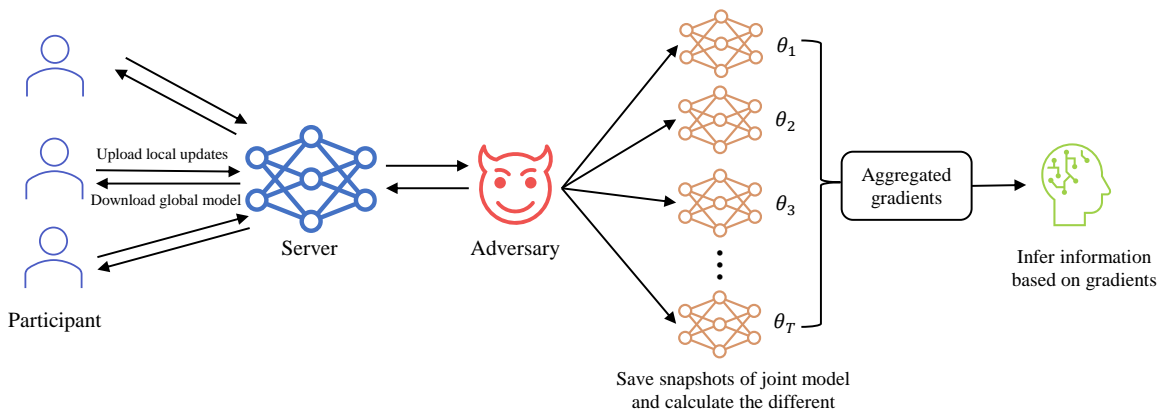 Upload local updates
Download global model
Participant
Server
Adversary
θ₁
θ₂
θ₃
θ_T
Save snapshots of joint model
and calculate the different
Aggregated
gradients
Infer information
based on gradients